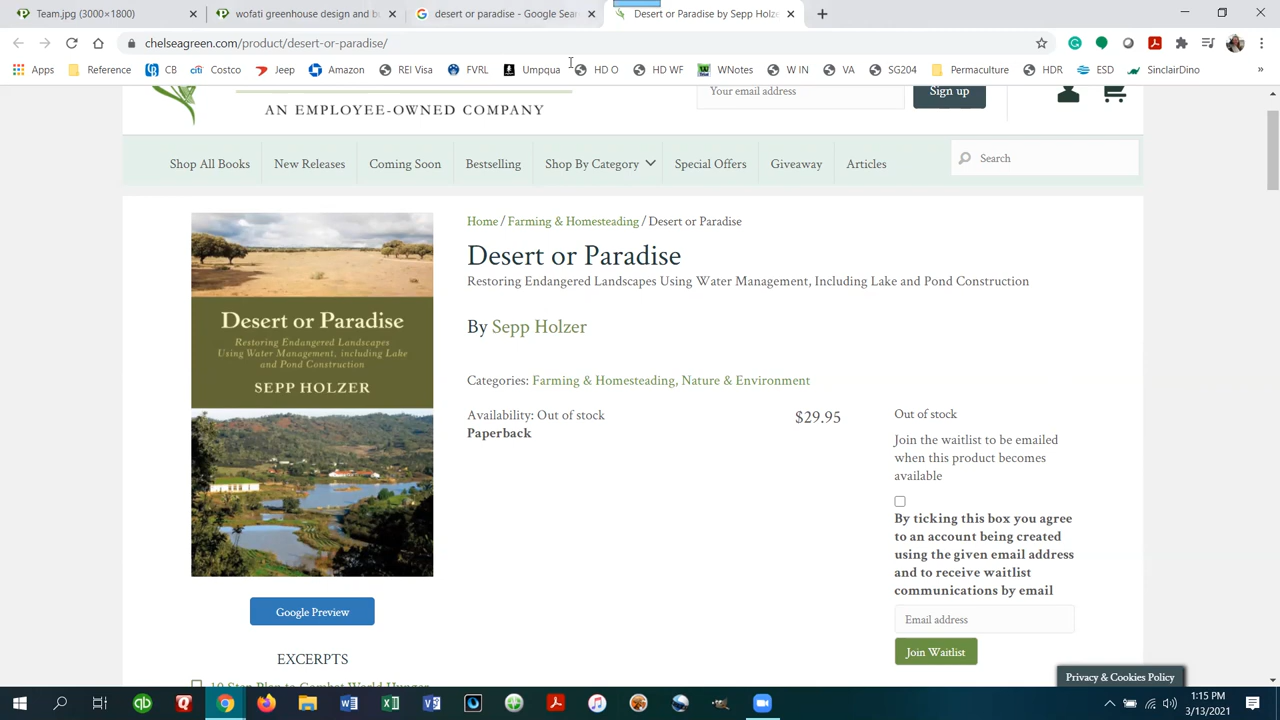 Team.jpg (3000×1818)
wofati greenhouse design
desert or paradise - Google Sea
Desert or Paradise by Sepp Holze
chelseagreen.com/product/desert-or-paradise/
Apps Reference CB Costco Jeep Amazon REI Visa FVRL Umpqua HD O HD WF WNotes W IN VA SG204 Permaculture HDR ESD SinclairDino »
AN EMPLOYEE-OWNED COMPANY
Your email address
Sign up
Shop All Books New Releases Coming Soon Bestselling Shop By Category Special Offers Giveaway Articles
Search
Home / Farming & Homesteading / Desert or Paradise
Desert or Paradise
Restoring Endangered Landscapes Using Water Management, Including Lake and Pond Construction
By Sepp Holzer
Categories: Farming & Homesteading, Nature & Environment
Availability: Out of stock
Paperback
$29.95
Out of stock
Join the waitlist to be emailed
when this product becomes
available
By ticking this box you agree
to an account being created
using the given email address
and to receive waitlist
communications by email
Email address
Join Waitlist
Desert or Paradise
Restoring Endangered Landscapes
Using Water Management, including Lake
and Pond Construction
SEPP HOLZER
Google Preview
EXCERPTS
10 Step Plan to Combat World Hunger
Privacy & Cookies Policy
1:15 PM
3/13/2021